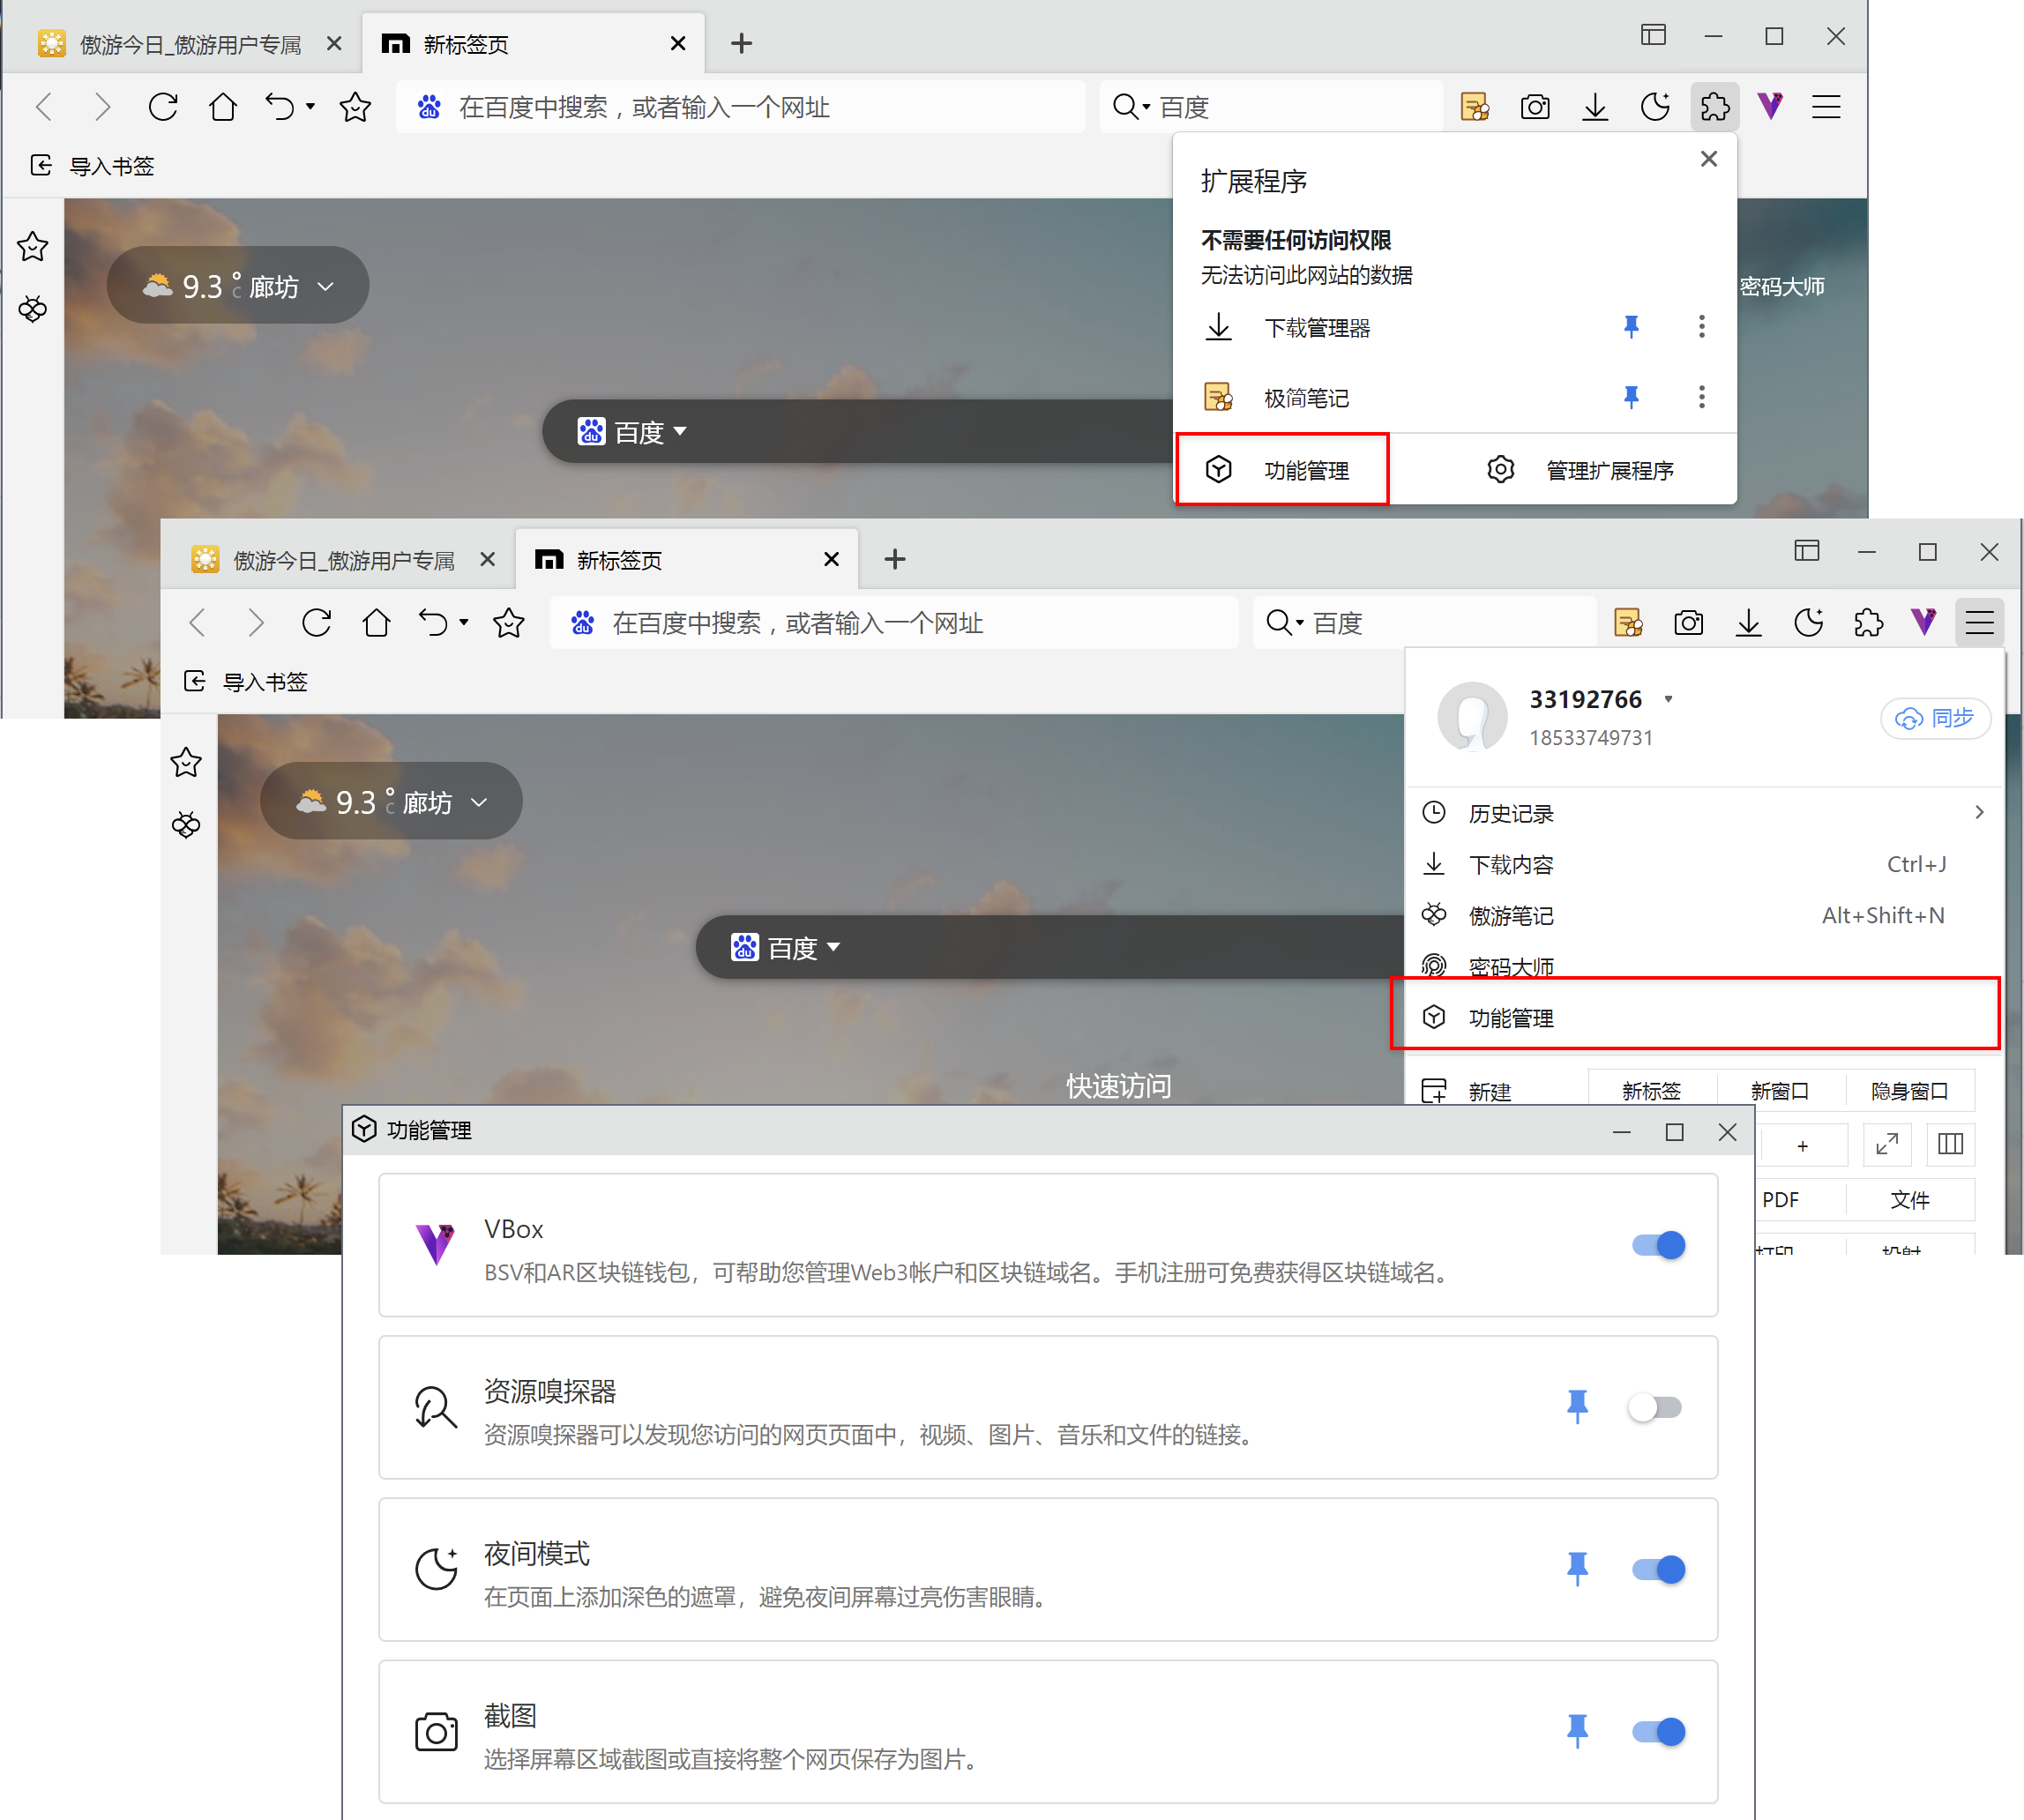 傲游今日_傲游用户专属
新标签页
在百度中搜索，或者输入一个网址
百度
导入书签
9.3 °C 廊坊
百度
扩展程序
不需要任何访问权限
无法访问此网站的数据
下载管理器
极简笔记
功能管理
管理扩展程序
密码大师
傲游今日_傲游用户专属
新标签页
在百度中搜索，或者输入一个网址
百度
导入书签
9.3 °C 廊坊
百度
快速访问
33192766
18533749731
同步
历史记录
下载内容 Ctrl+J
傲游笔记 Alt+Shift+N
密码大师
功能管理
新建 新标签 新窗口 隐身窗口
+
PDF 文件
打印 投射
功能管理
VBox
BSV和AR区块链钱包，可帮助您管理Web3帐户和区块链域名。手机注册可免费获得区块链域名。
资源嗅探器
资源嗅探器可以发现您访问的网页页面中，视频、图片、音乐和文件的链接。
夜间模式
在页面上添加深色的遮罩，避免夜间屏幕过亮伤害眼睛。
截图
选择屏幕区域截图或直接将整个网页保存为图片。